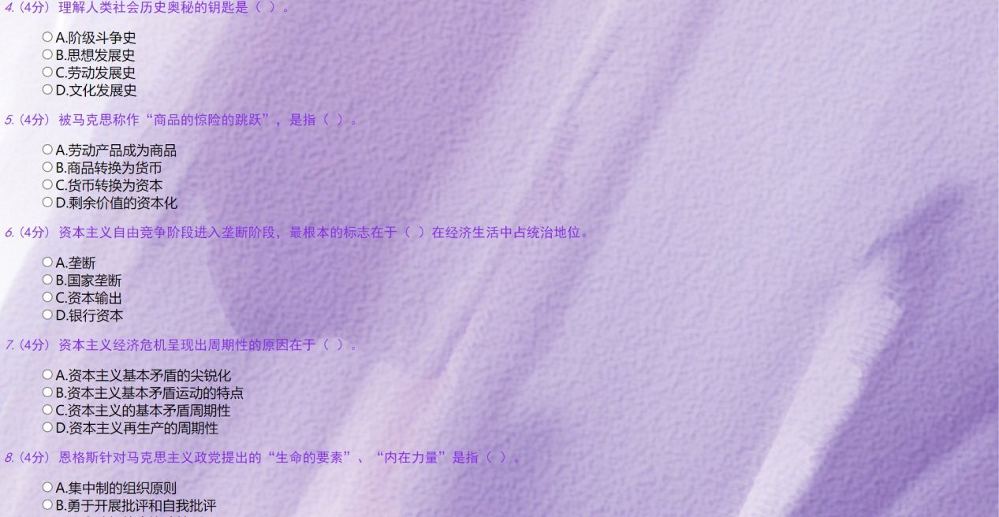 4. (4分) 理解人类社会历史奥秘的钥匙是（ ）。
A.阶级斗争史
B.思想发展史
C.劳动发展史
D.文化发展史
5. (4分) 被马克思称作“商品的惊险的跳跃”，是指（ ）。
A.劳动产品成为商品
B.商品转换为货币
C.货币转换为资本
D.剩余价值的资本化
6. (4分) 资本主义自由竞争阶段进入垄断阶段，最根本的标志在于（ ）在经济生活中占统治地位。
A.垄断
B.国家垄断
C.资本输出
D.银行资本
7. (4分) 资本主义经济危机呈现出周期性的原因在于（ ）。
A.资本主义基本矛盾的尖锐化
B.资本主义基本矛盾运动的特点
C.资本主义的基本矛盾周期性
D.资本主义再生产的周期性
8. (4分) 恩格斯针对马克思主义政党提出的“生命的要素”、“内在力量”是指（ ）。
A.集中制的组织原则
B.勇于开展批评和自我批评